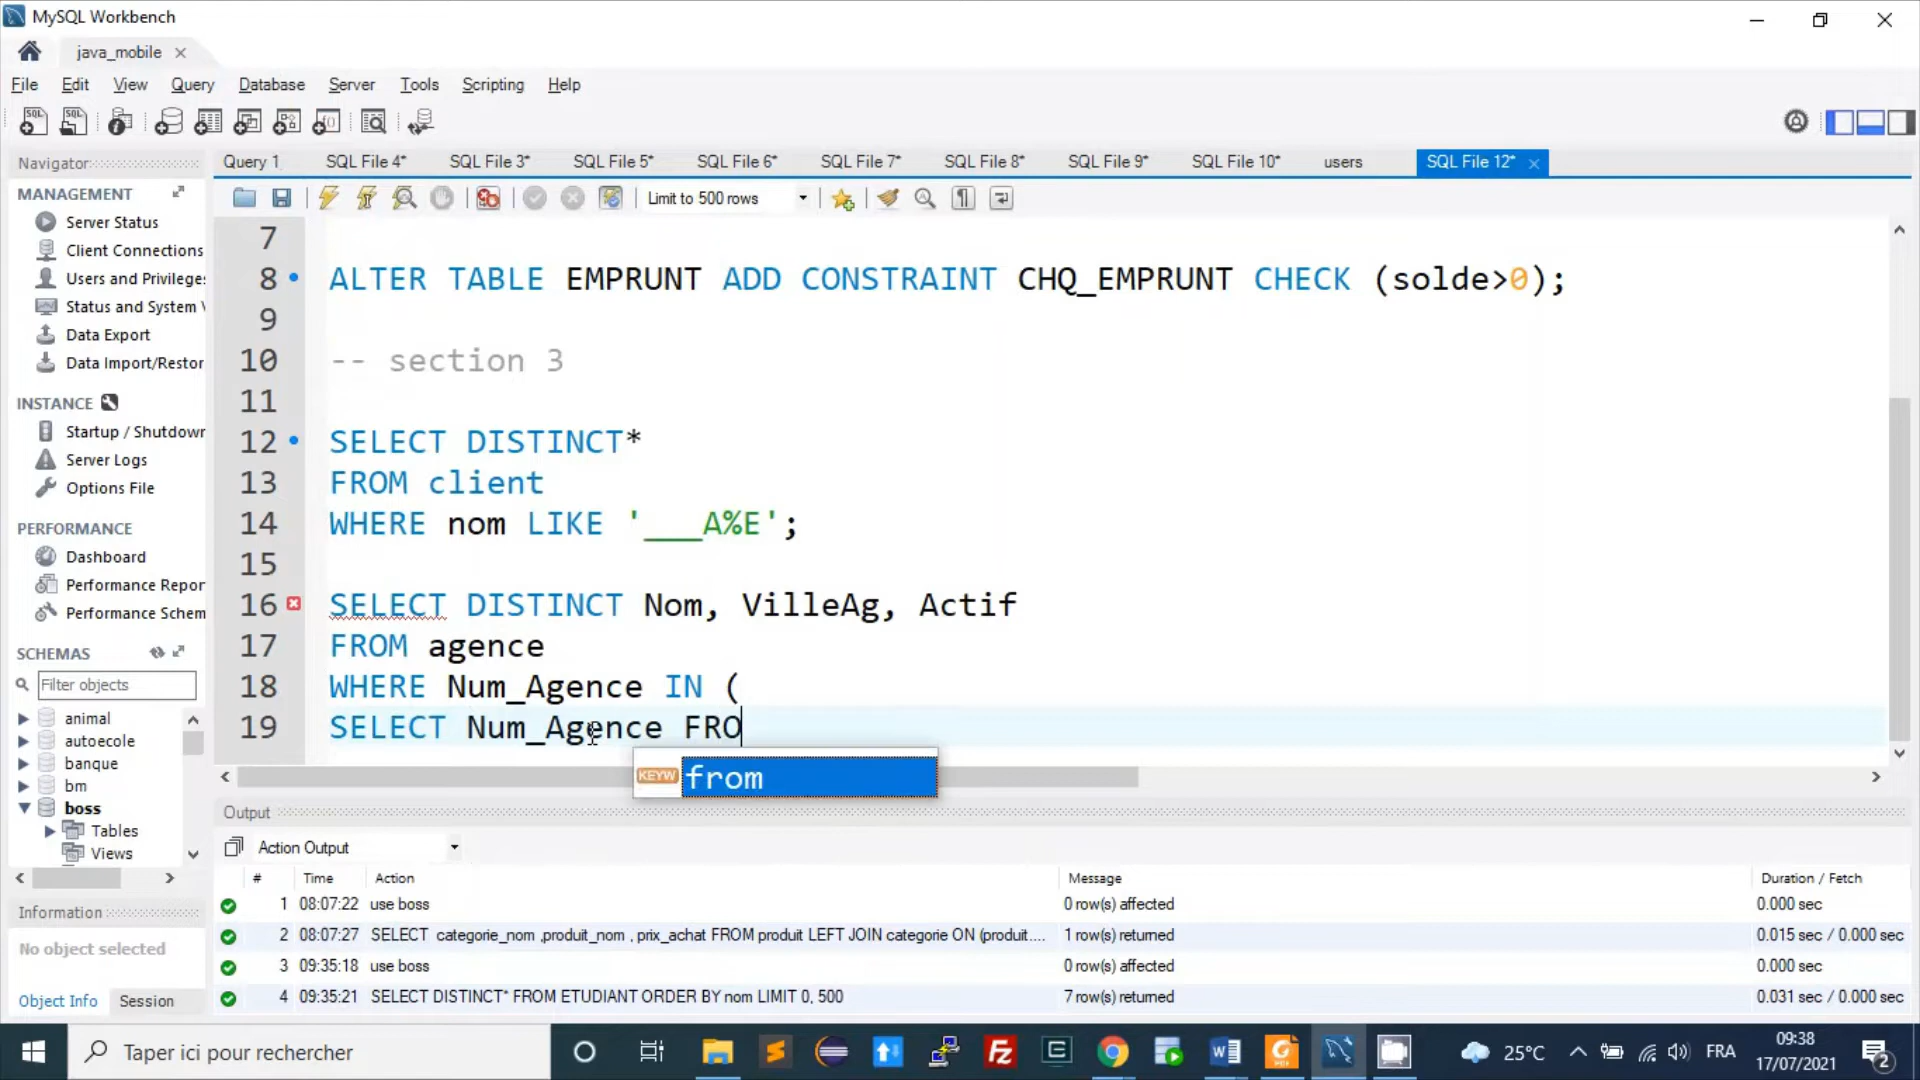 MySQL Workbench
java_mobile
File Edit View Query Database Server Tools Scripting Help
Navigator
Query 1 SQL File 4* SQL File 3* SQL File 5* SQL File 6* SQL File 7* SQL File 8* SQL File 9* SQL File 10* users SQL File 12*
MANAGEMENT
Server Status
Client Connections
Users and Privilege
Status and System V
Data Export
Data Import/Restor
INSTANCE
Startup / Shutdown
Server Logs
Options File
PERFORMANCE
Dashboard
Performance Repor
Performance Schem
SCHEMAS
Filter objects
animal
autoecole
banque
bm
boss
Tables
Views
Information
No object selected
Object Info Session
Limit to 500 rows
7
8 ALTER TABLE EMPRUNT ADD CONSTRAINT CHQ_EMPRUNT CHECK (solde>0);
9
10 -- section 3
11
12 SELECT DISTINCT*
13 FROM client
14 WHERE nom LIKE '___A%E';
15
16 SELECT DISTINCT Nom, VilleAg, Actif
17 FROM agence
18 WHERE Num_Agence IN (
19 SELECT Num_Agence FRO
KEYW from
Output
Action Output
# Time Action Message Duration / Fetch
1 08:07:22 use boss 0 row(s) affected 0.000 sec
2 08:07:27 SELECT categorie_nom ,produit_nom , prix_achat FROM produit LEFT JOIN categorie ON (produit.... 1 row(s) returned 0.015 sec / 0.000 sec
3 09:35:18 use boss 0 row(s) affected 0.000 sec
4 09:35:21 SELECT DISTINCT* FROM ETUDIANT ORDER BY nom LIMIT 0, 500 7 row(s) returned 0.031 sec / 0.000 sec
Taper ici pour rechercher
25°C FRA
09:38
17/07/2021
2